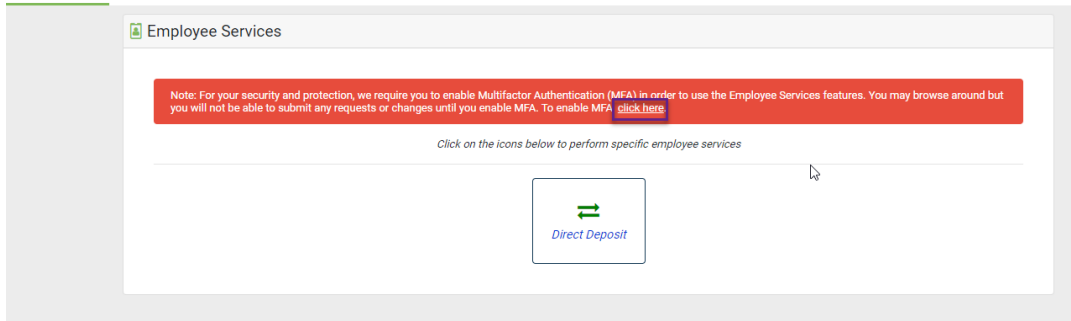 Employee Services
Note: For your security and protection, we require you to enable Multifactor Authentication (MFA) in order to use the Employee Services features. You may browse around but
you will not be able to submit any requests or changes until you enable MFA. To enable MFA click here.
Click on the icons below to perform specific employee services
Direct Deposit